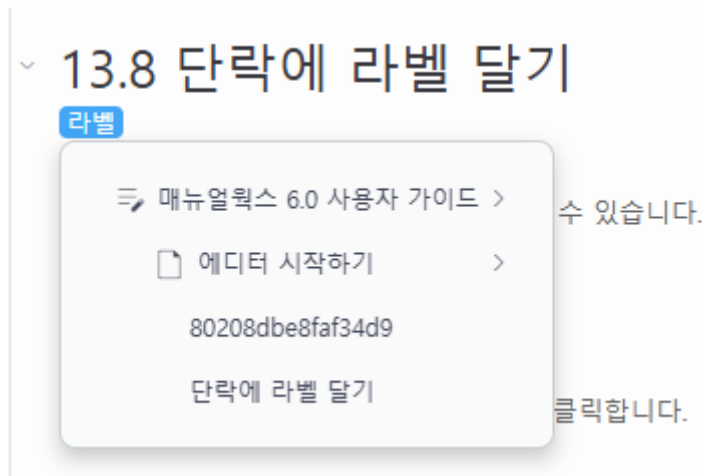 13.8 단락에 라벨 달기
라벨
매뉴얼웍스 6.0 사용자 가이드
수 있습니다.
에디터 시작하기
80208dbe8faf34d9
단락에 라벨 달기
클릭합니다.